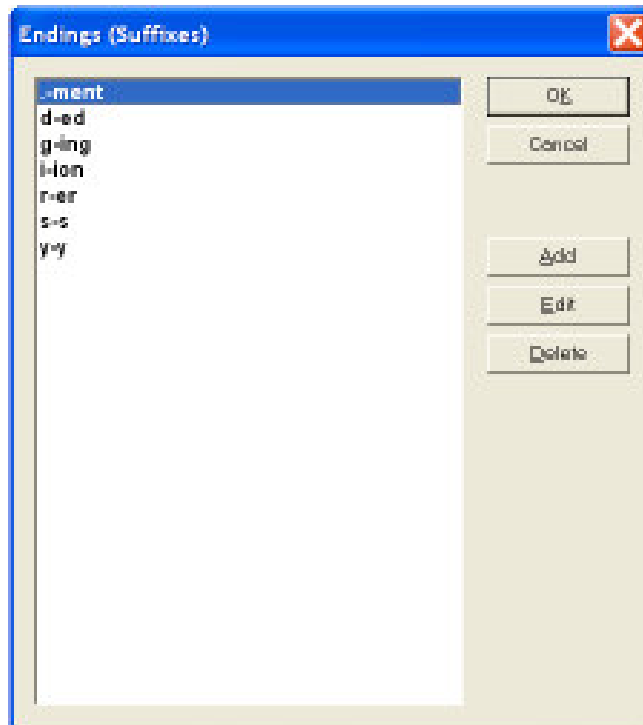 Endings (Suffixes)
.-ment
d-ed
g-ing
i-ion
r-er
s-s
y-y
OK
Cancel
Add
Edit
Delete